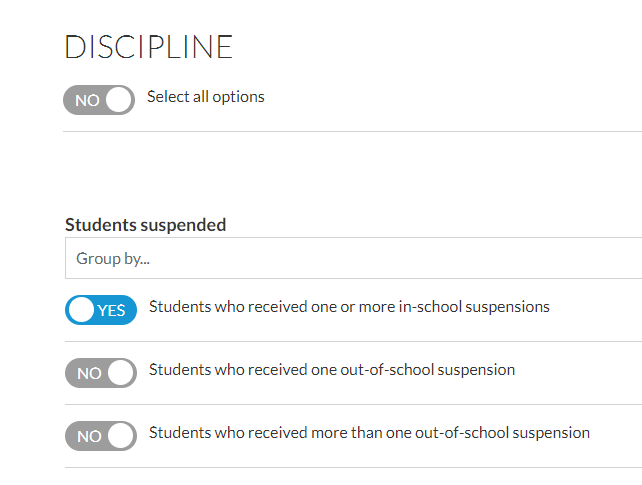 DISCIPLINE
NO Select all options
Students suspended
Group by...
YES Students who received one or more in-school suspensions
NO Students who received one out-of-school suspension
NO Students who received more than one out-of-school suspension